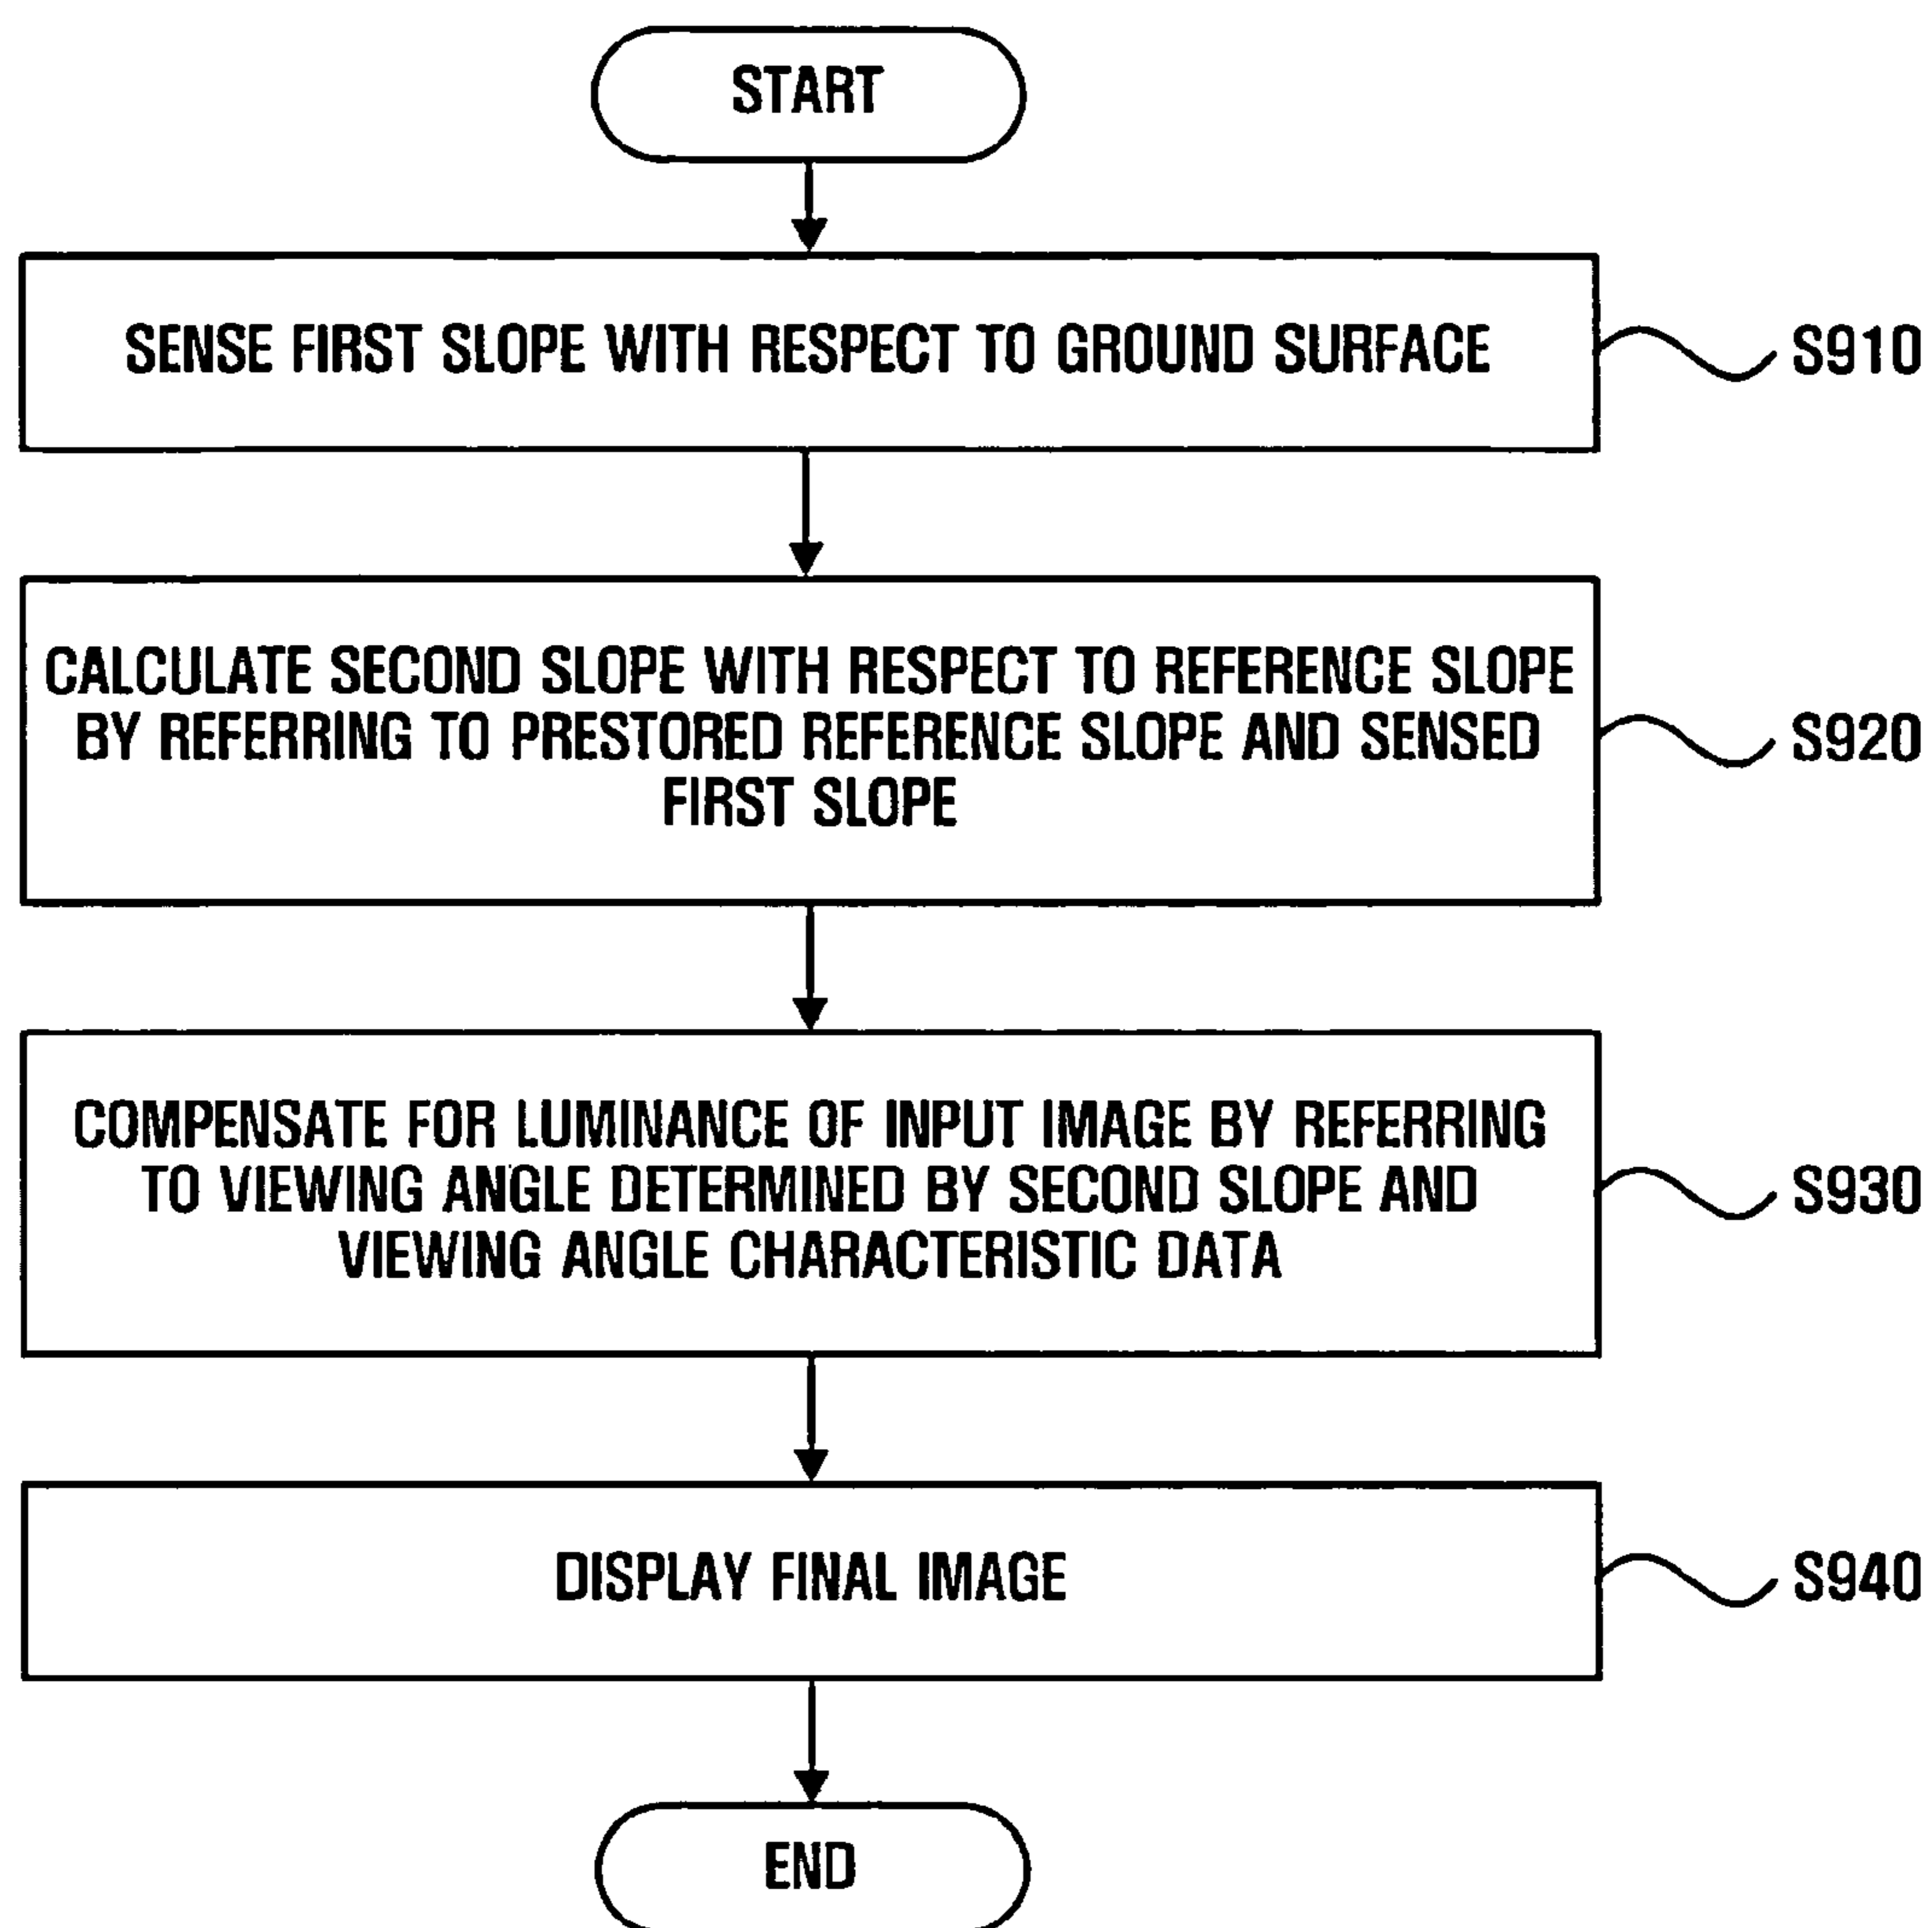 START
SENSE FIRST SLOPE WITH RESPECT TO GROUND SURFACE
S910
CALCULATE SECOND SLOPE WITH RESPECT TO REFERENCE SLOPE
BY REFERRING TO PRESTORED REFERENCE SLOPE AND SENSED
FIRST SLOPE
S920
COMPENSATE FOR LUMINANCE OF INPUT IMAGE BY REFERRING
TO VIEWING ANGLE DETERMINED BY SECOND SLOPE AND
VIEWING ANGLE CHARACTERISTIC DATA
S930
DISPLAY FINAL IMAGE
S940
END